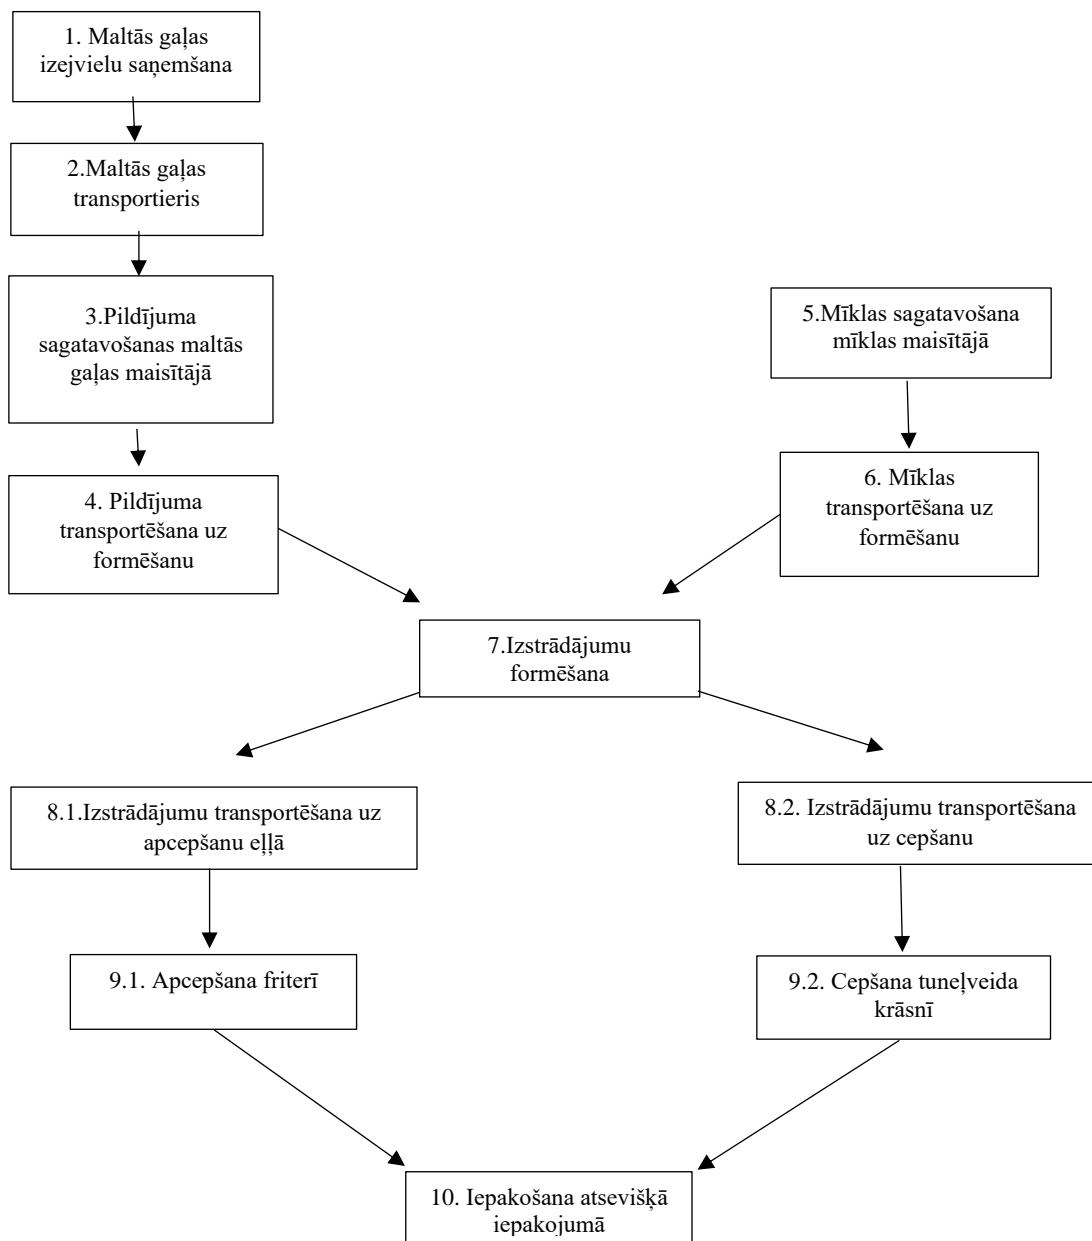 1. Maltās gaļas
izejvielu saņemšana
2.Maltās gaļas
transportieris
3.Pildījuma
sagatavošanas maltās
gaļas maisītājā
4. Pildījuma
transportēšana uz
formēšanu
5.Mīklas sagatavošana
mīklas maisītājā
6. Mīklas
transportēšana uz
formēšanu
7.Izstrādājumu
formēšana
8.1.Izstrādājumu transportēšana uz
apcepšanu eļļā
8.2. Izstrādājumu transportēšana
uz cepšanu
9.1. Apcepšana friterī
9.2. Cepšana tuneļveida
krāsnī
10. Iepakošana atsevišķā
iepakojumā